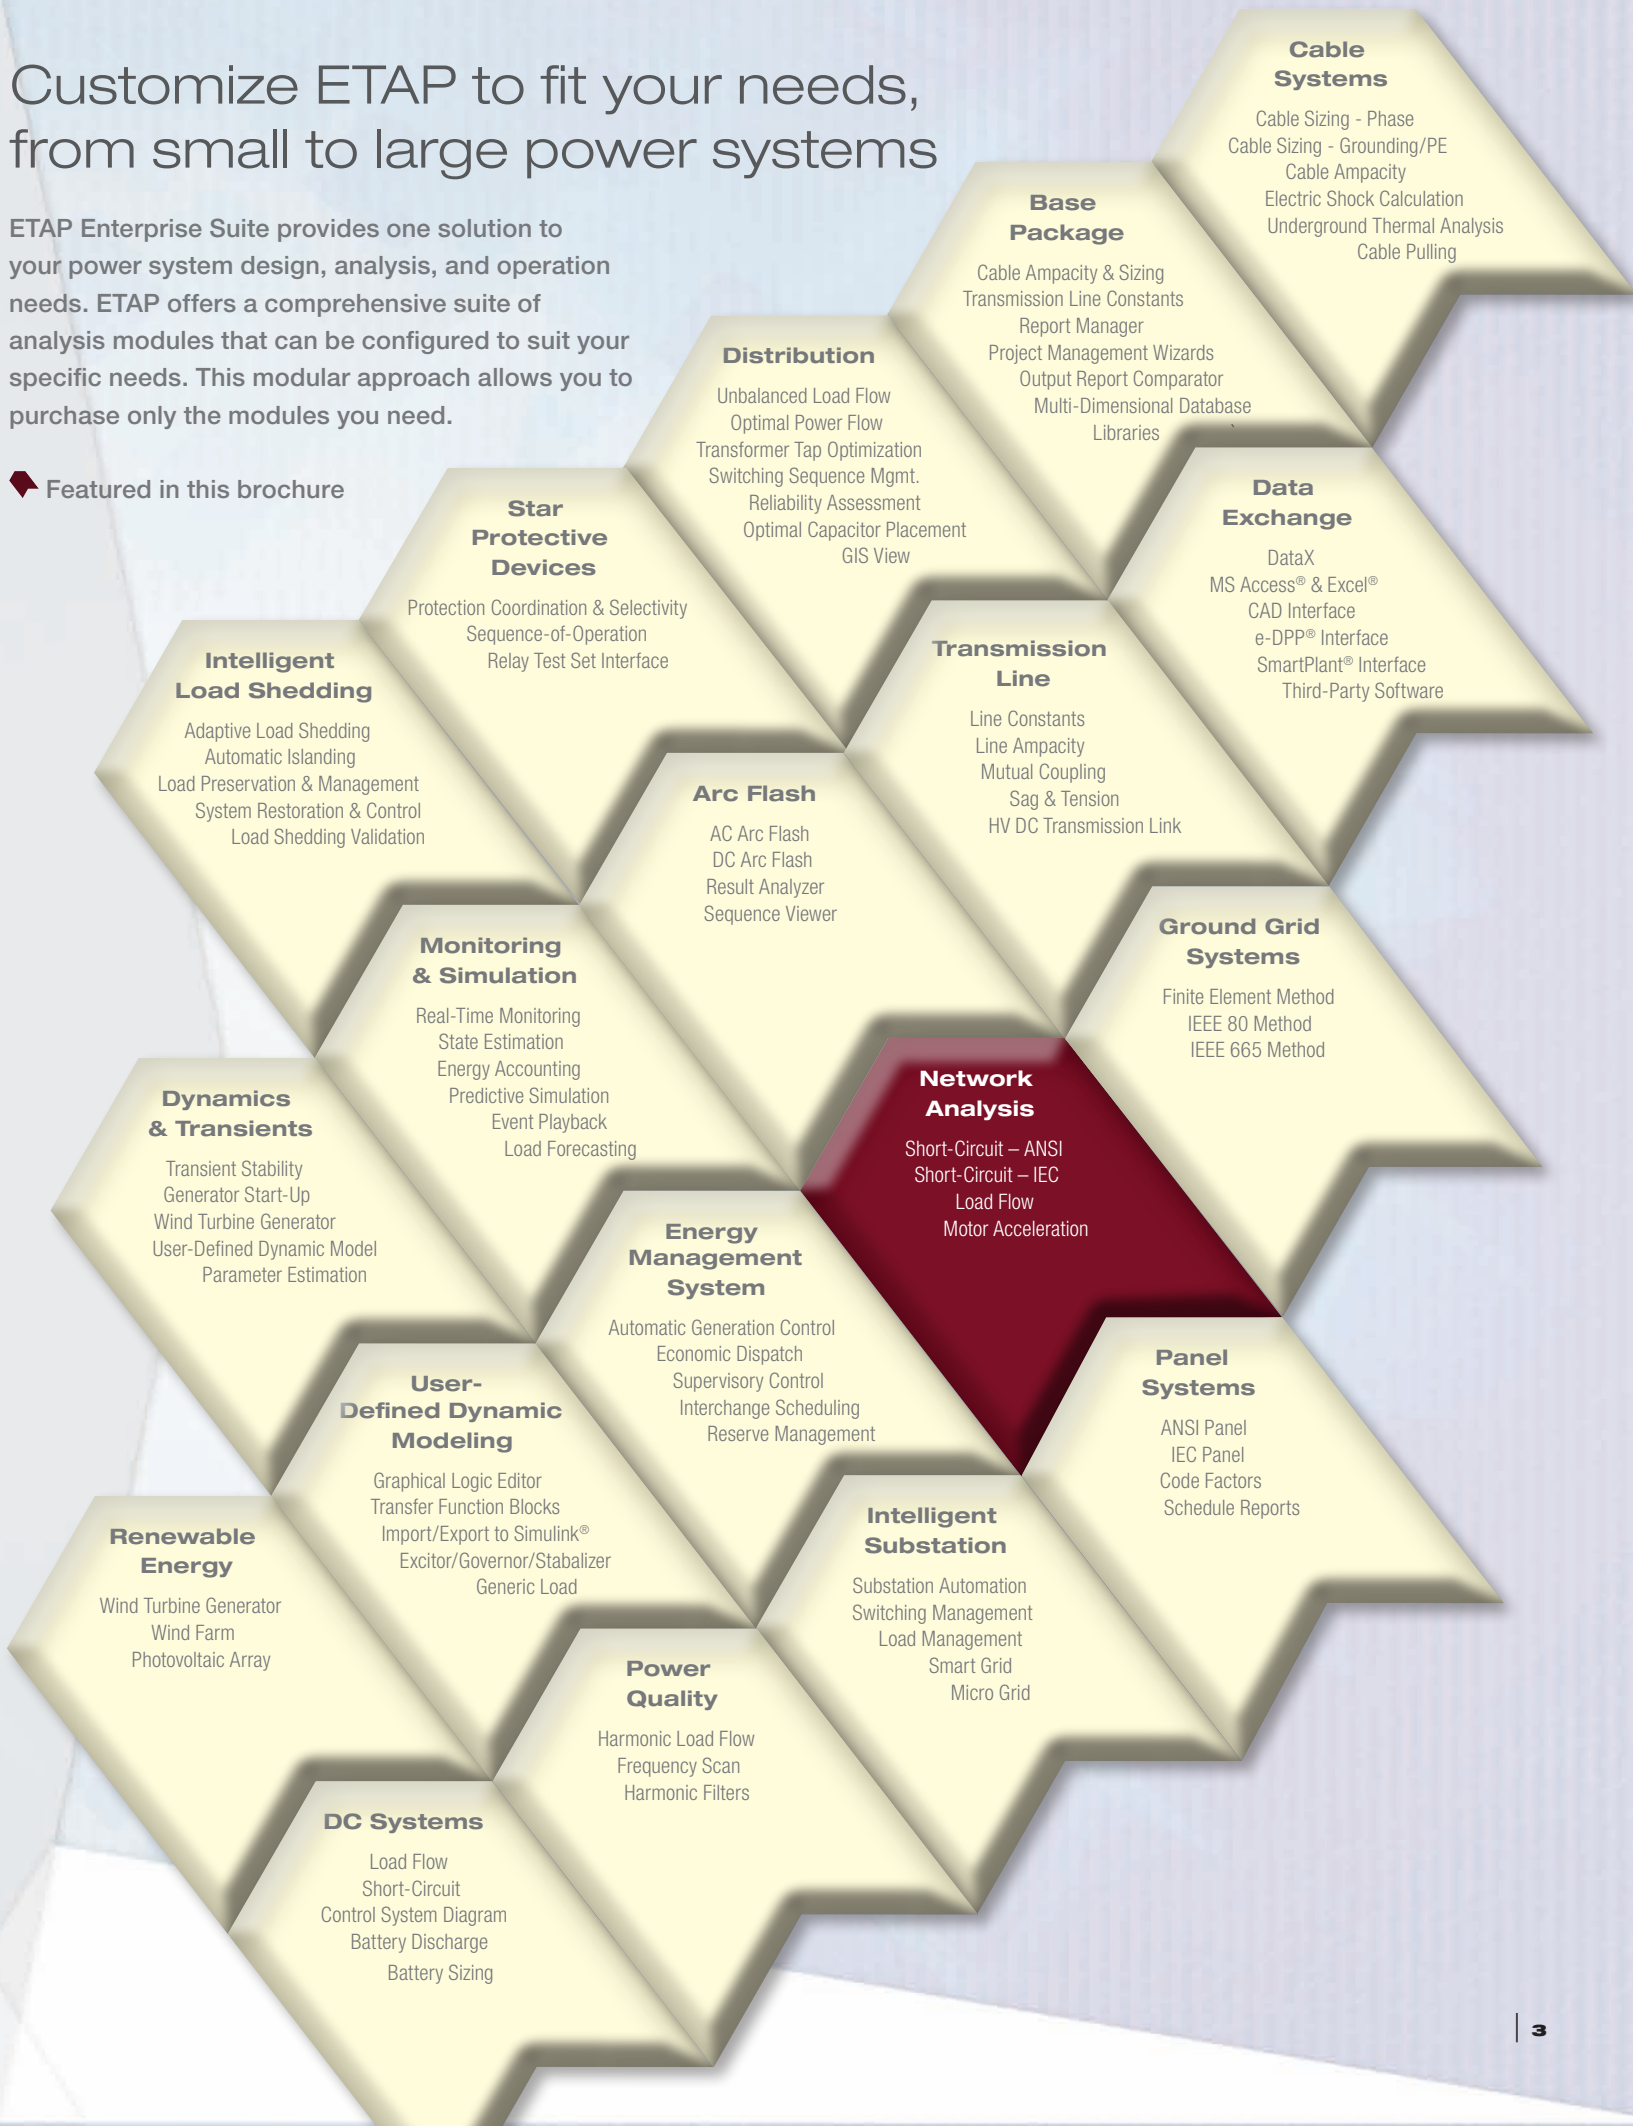 Customize ETAP to fit your needs,
from small to large power systems
ETAP Enterprise Suite provides one solution to
your power system design, analysis, and operation
needs. ETAP offers a comprehensive suite of
analysis modules that can be configured to suit your
specific needs. This modular approach allows you to
purchase only the modules you need.
Featured in this brochure
Cable
Systems
Cable Sizing - Phase
Cable Sizing - Grounding/PE
Cable Ampacity
Electric Shock Calculation
Underground Thermal Analysis
Cable Pulling
Base
Package
Cable Ampacity & Sizing
Transmission Line Constants
Report Manager
Project Management Wizards
Output Report Comparator
Multi-Dimensional Database
Libraries `
Distribution
Unbalanced Load Flow
Optimal Power Flow
Transformer Tap Optimization
Switching Sequence Mgmt.
Reliability Assessment
Optimal Capacitor Placement
GIS View
Data
Exchange
DataX
MS Access® & Excel®
CAD Interface
e-DPP® Interface
SmartPlant® Interface
Third-Party Software
Star
Protective
Devices
Protection Coordination & Selectivity
Sequence-of-Operation
Relay Test Set Interface
Transmission
Line
Line Constants
Line Ampacity
Mutual Coupling
Sag & Tension
HV DC Transmission Link
Intelligent
Load Shedding
Adaptive Load Shedding
Automatic Islanding
Load Preservation & Management
System Restoration & Control
Load Shedding Validation
Arc Flash
AC Arc Flash
DC Arc Flash
Result Analyzer
Sequence Viewer
Ground Grid
Systems
Finite Element Method
IEEE 80 Method
IEEE 665 Method
Monitoring
& Simulation
Real-Time Monitoring
State Estimation
Energy Accounting
Predictive Simulation
Event Playback
Load Forecasting
Network
Analysis
Short-Circuit – ANSI
Short-Circuit – IEC
Load Flow
Motor Acceleration
Dynamics
& Transients
Transient Stability
Generator Start-Up
Wind Turbine Generator
User-Defined Dynamic Model
Parameter Estimation
Energy
Management
System
Automatic Generation Control
Economic Dispatch
Supervisory Control
Interchange Scheduling
Reserve Management
Panel
Systems
ANSI Panel
IEC Panel
Code Factors
Schedule Reports
User-
Defined Dynamic
Modeling
Graphical Logic Editor
Transfer Function Blocks
Import/Export to Simulink®
Excitor/Governor/Stabalizer
Generic Load
Intelligent
Substation
Substation Automation
Switching Management
Load Management
Smart Grid
Micro Grid
Renewable
Energy
Wind Turbine Generator
Wind Farm
Photovoltaic Array
Power
Quality
Harmonic Load Flow
Frequency Scan
Harmonic Filters
DC Systems
Load Flow
Short-Circuit
Control System Diagram
Battery Discharge
Battery Sizing
3